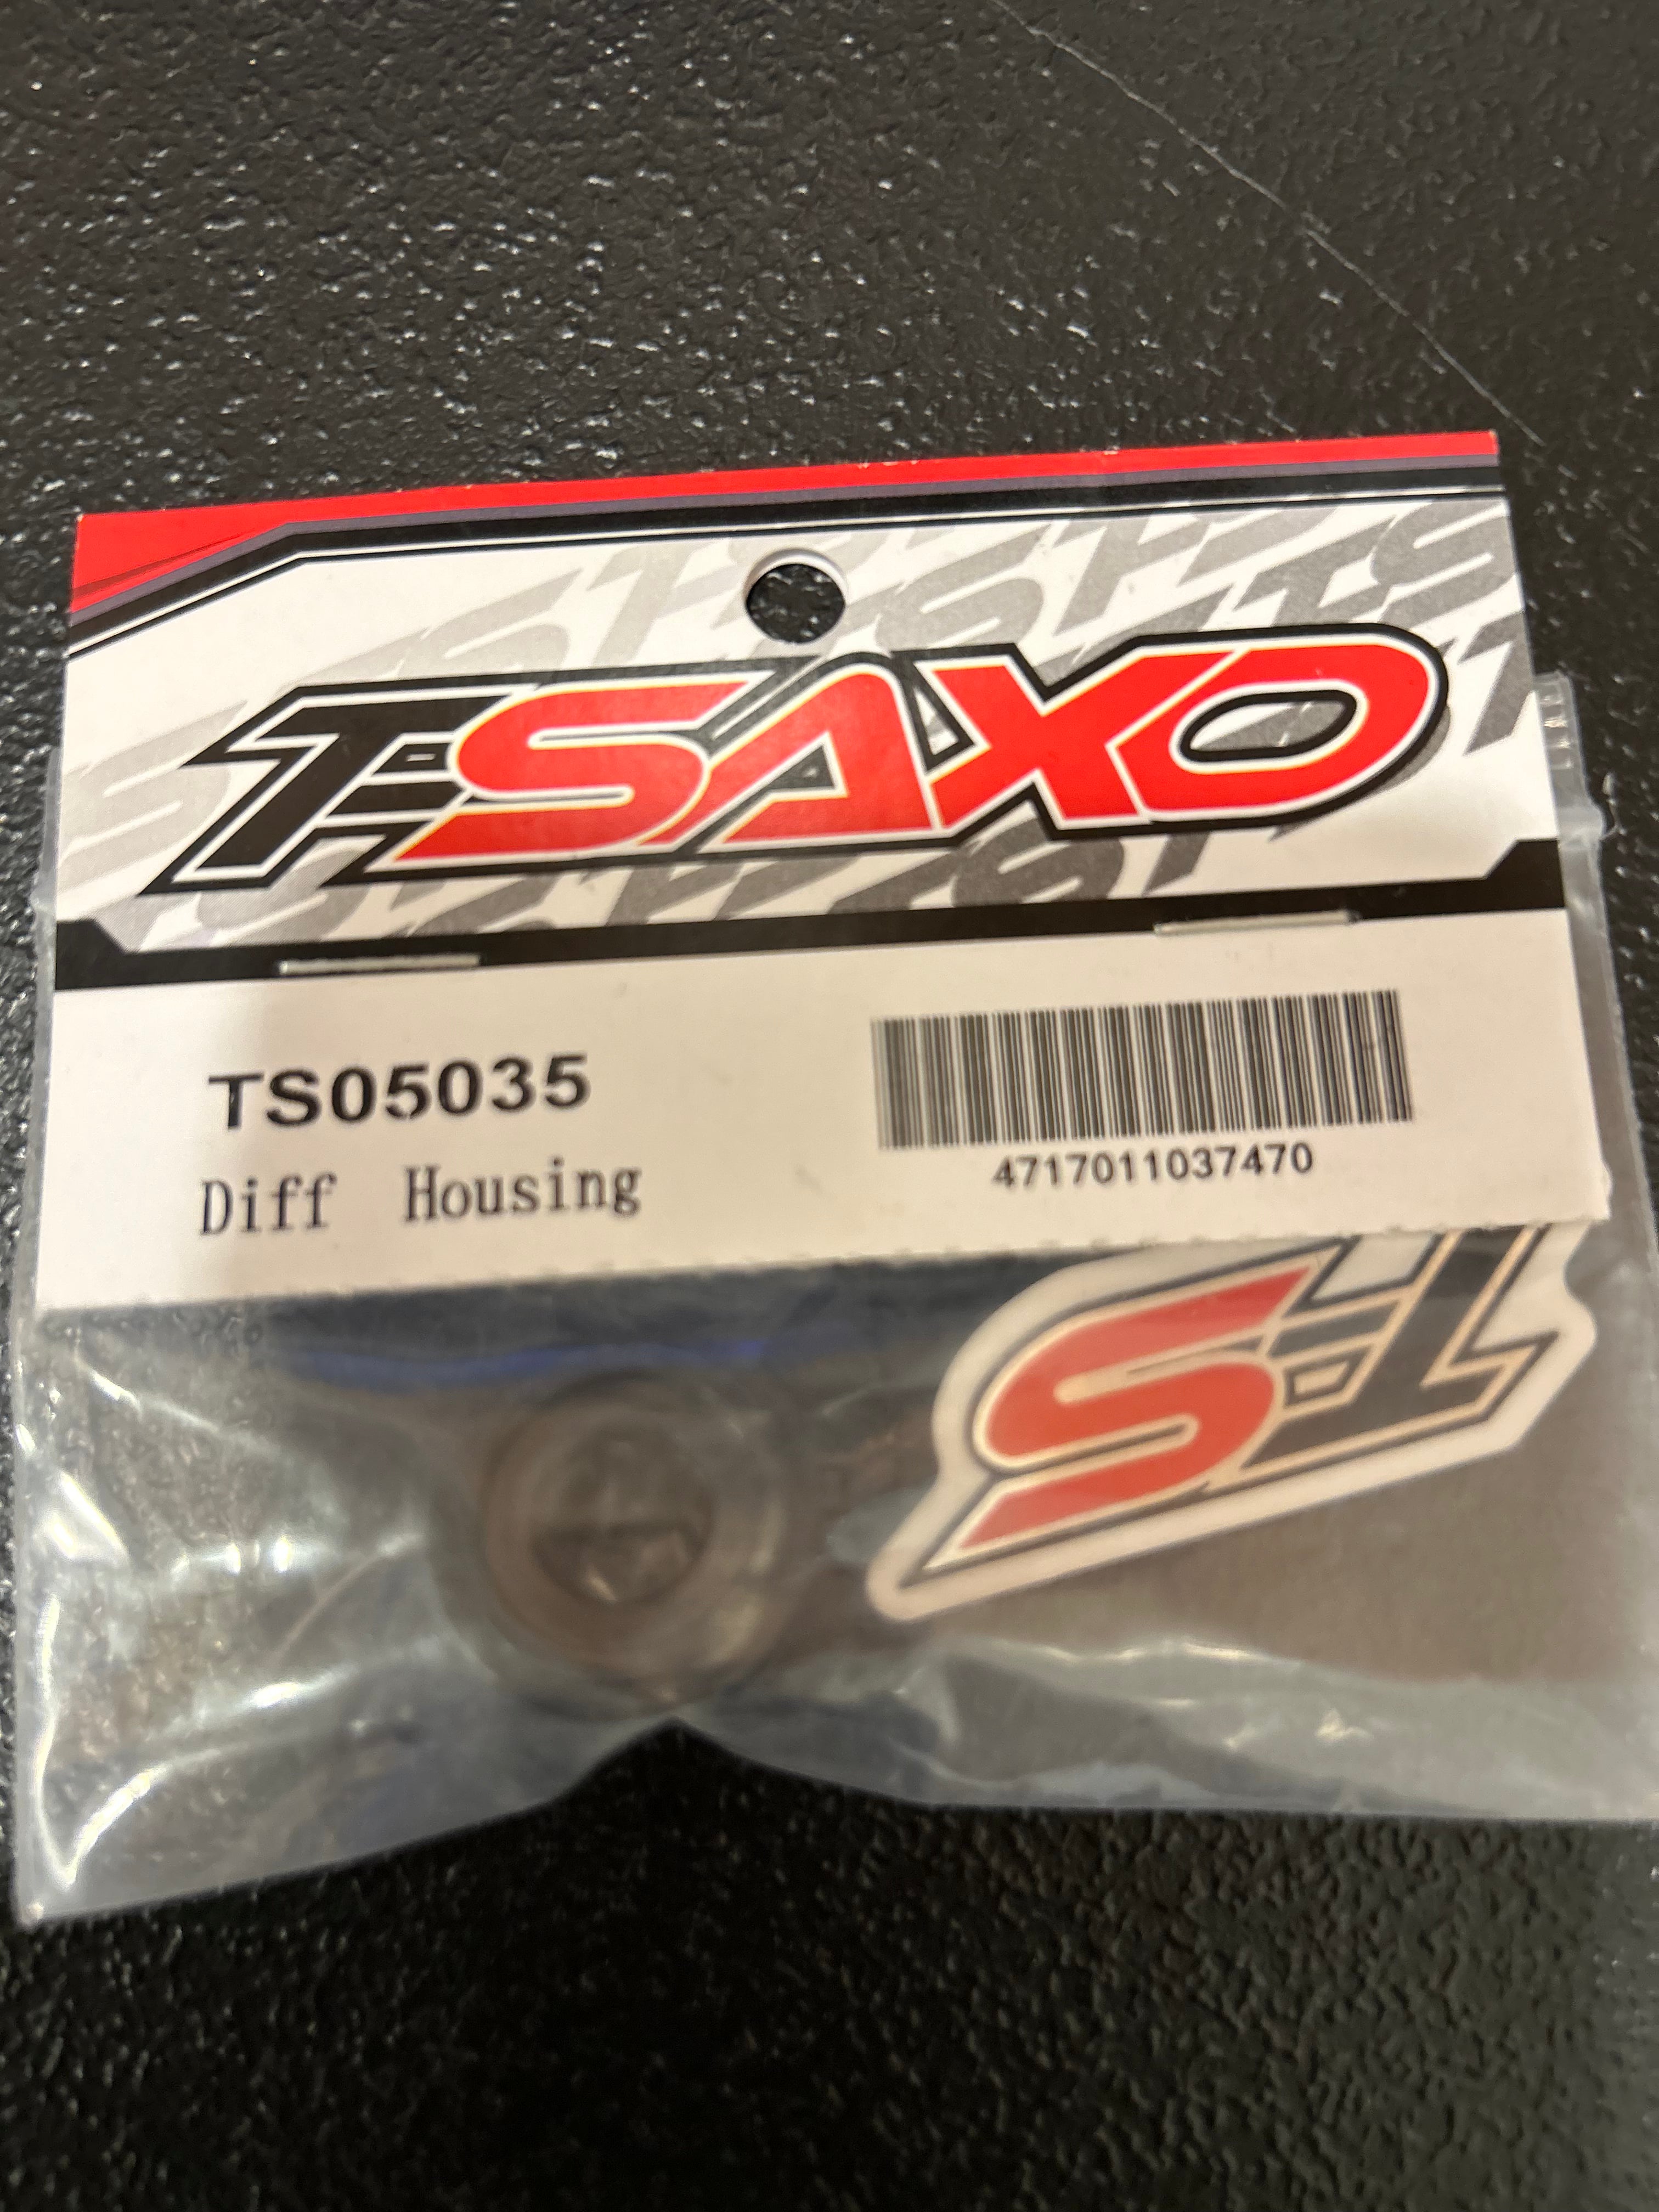 T-SAXO
TS05035
Diff Housing
4717011037470
TS